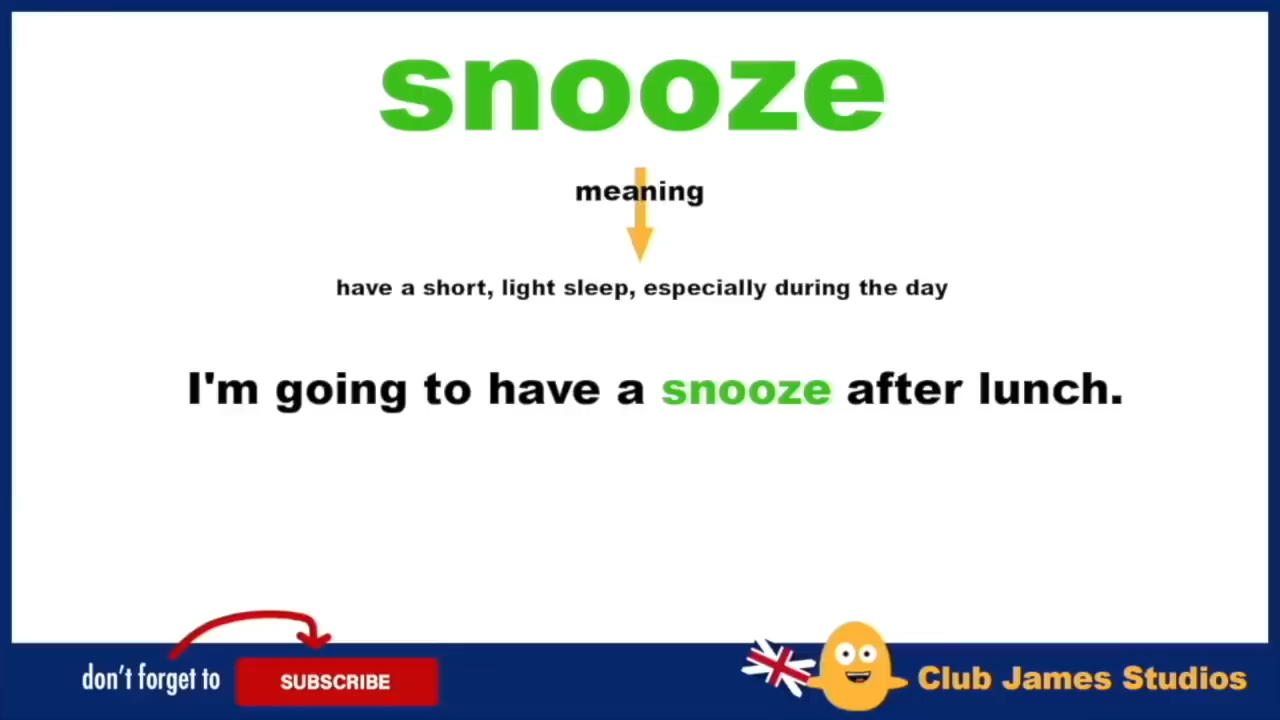 snooze
meaning
have a short, light sleep, especially during the day
I'm going to have a snooze after lunch.
don't forget to SUBSCRIBE
Club James Studios